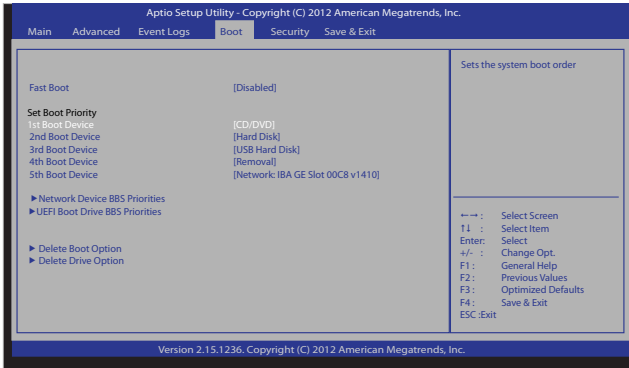 Aptio Setup Utility - Copyright (C) 2012 American Megatrends, Inc.
Main Advanced Event Logs Boot Security Save & Exit
Sets the system boot order
Fast Boot [Disabled]
Set Boot Priority
1st Boot Device [CD/DVD]
2nd Boot Device [Hard Disk]
3rd Boot Device [USB Hard Disk]
4th Boot Device [Removal]
5th Boot Device [Network: IBA GE Slot 00C8 v1410]
▶Network Device BBS Priorities
▶UEFI Boot Drive BBS Priorities
▶ Delete Boot Option
▶ Delete Drive Option
←→ : Select Screen
↑↓ : Select Item
Enter: Select
+/- : Change Opt.
F1 : General Help
F2 : Previous Values
F3 : Optimized Defaults
F4 : Save & Exit
ESC :Exit
Version 2.15.1236. Copyright (C) 2012 American Megatrends, Inc.